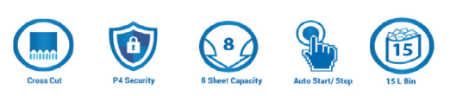 8
15
Cross Cut
P4 Security
8 Sheet Capacity
Auto Start/ Stop
15 L Bin